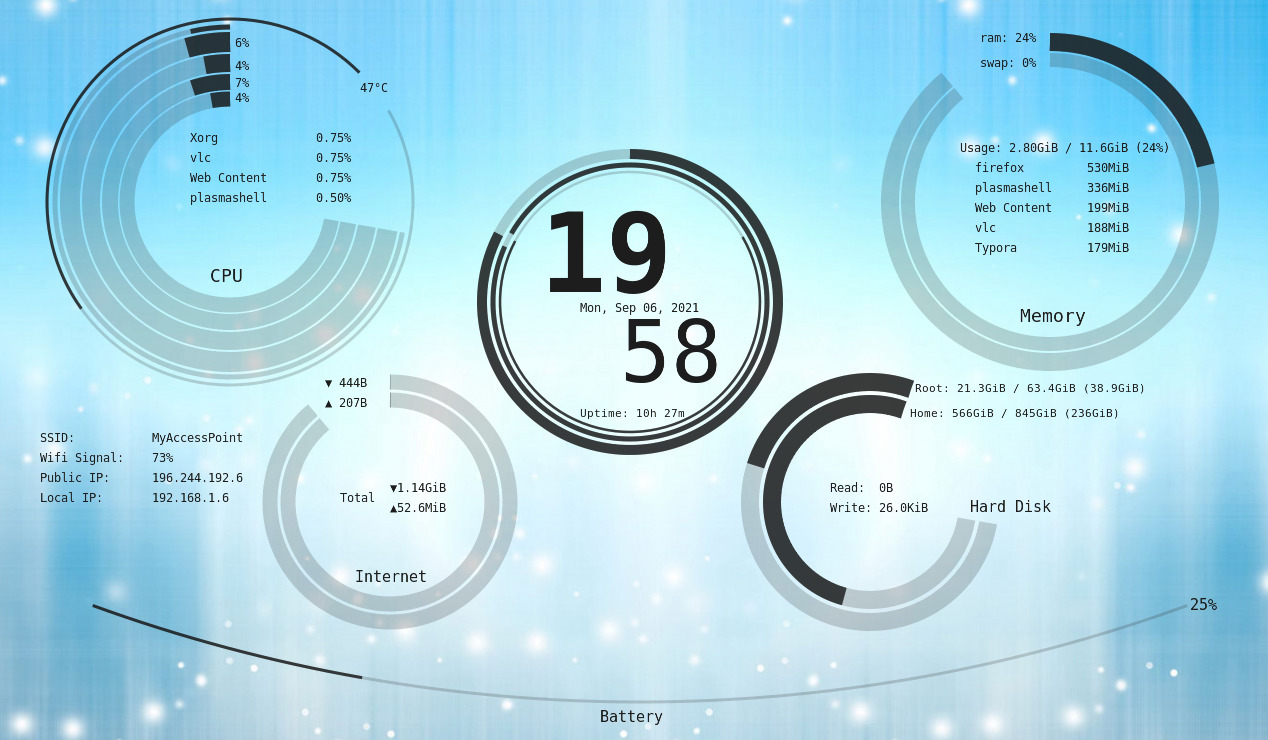 6%
4%
7%
4%
47°C
Xorg 0.75%
vlc 0.75%
Web Content 0.75%
plasmashell 0.50%
CPU
ram: 24%
swap: 0%
Usage: 2.80GiB / 11.6GiB (24%)
firefox 530MiB
plasmashell 336MiB
Web Content 199MiB
vlc 188MiB
Typora 179MiB
Memory
19
Mon, Sep 06, 2021
58
Uptime: 10h 27m
▼ 444B
▲ 207B
SSID: MyAccessPoint
Wifi Signal: 73%
Public IP: 196.244.192.6
Local IP: 192.168.1.6
Total ▼1.14GiB
▲52.6MiB
Internet
Root: 21.3GiB / 63.4GiB (38.9GiB)
Home: 566GiB / 845GiB (236GiB)
Read: 0B
Write: 26.0KiB
Hard Disk
25%
Battery